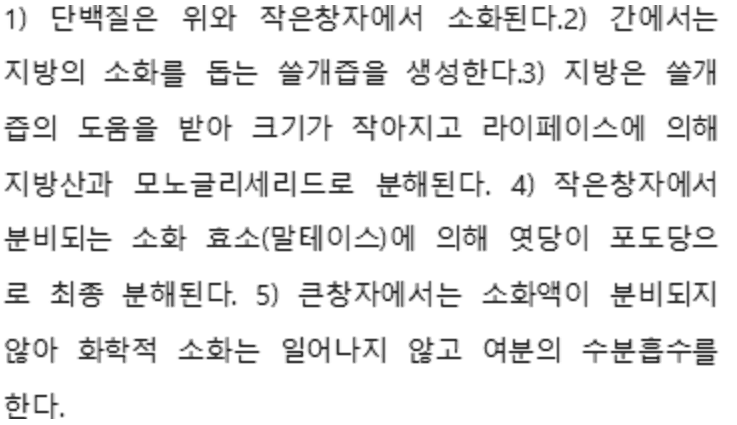 1) 단백질은 위와 작은창자에서 소화된다.2) 간에서는
지방의 소화를 돕는 쓸개즙을 생성한다.3) 지방은 쓸개
즙의 도움을 받아 크기가 작아지고 라이페이스에 의해
지방산과 모노글리세리드로 분해된다. 4) 작은창자에서
분비되는 소화 효소(말테이스)에 의해 엿당이 포도당으
로 최종 분해된다. 5) 큰창자에서는 소화액이 분비되지
않아 화학적 소화는 일어나지 않고 여분의 수분흡수를
한다.